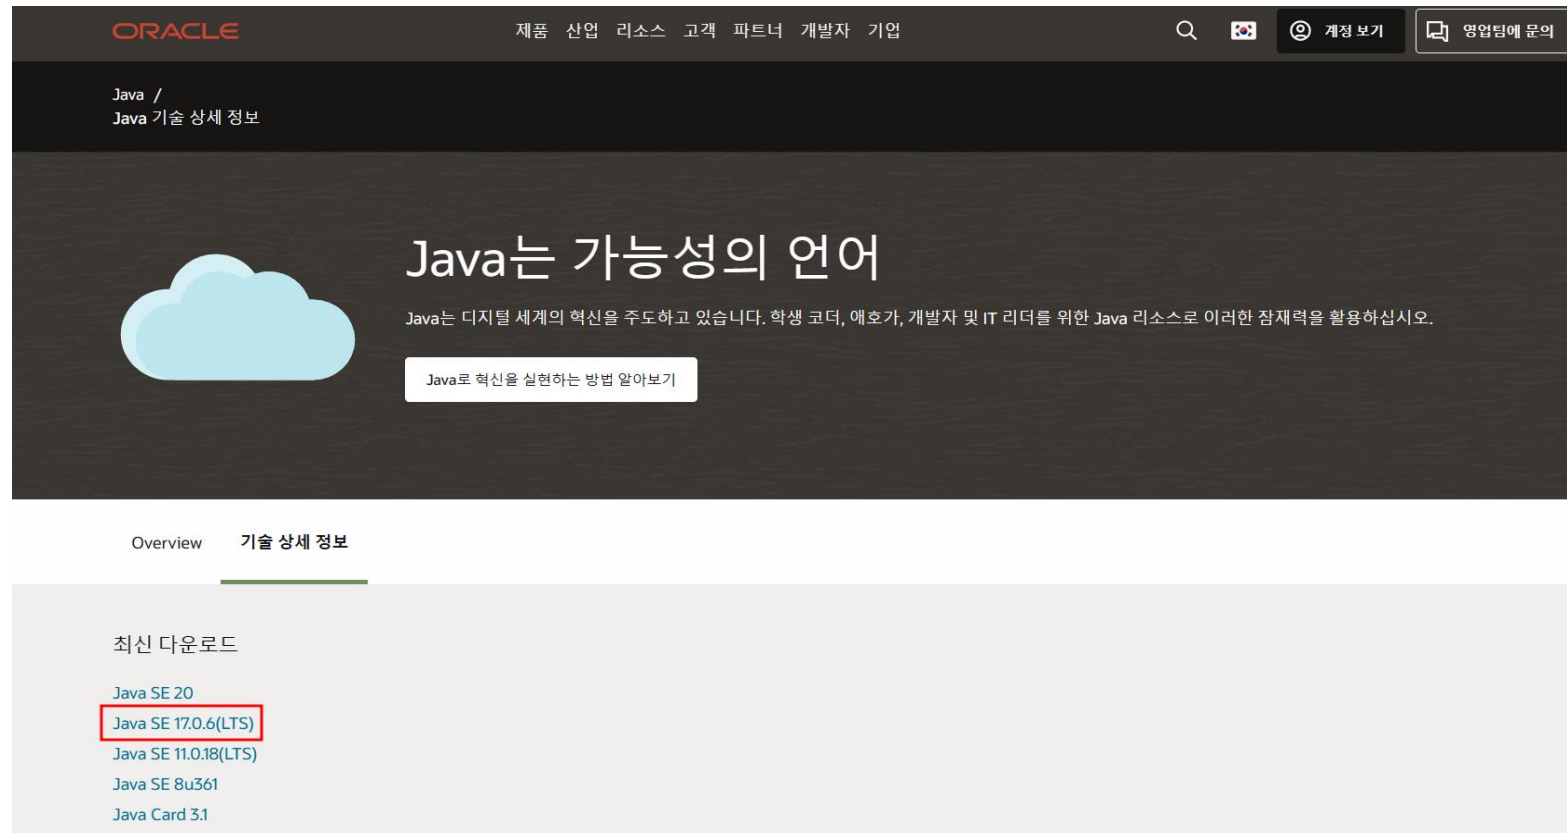 ORACLE 제품 산업 리소스 고객 파트너 개발자 기업 계정 보기 영업팀에 문의
Java /
Java 기술 상세 정보
Java는 가능성의 언어
Java는 디지털 세계의 혁신을 주도하고 있습니다. 학생 코더, 애호가, 개발자 및 IT 리더를 위한 Java 리소스로 이러한 잠재력을 활용하십시오.
Java로 혁신을 실현하는 방법 알아보기
Overview 기술 상세 정보
최신 다운로드
Java SE 20
Java SE 17.0.6(LTS)
Java SE 11.0.18(LTS)
Java SE 8u361
Java Card 3.1